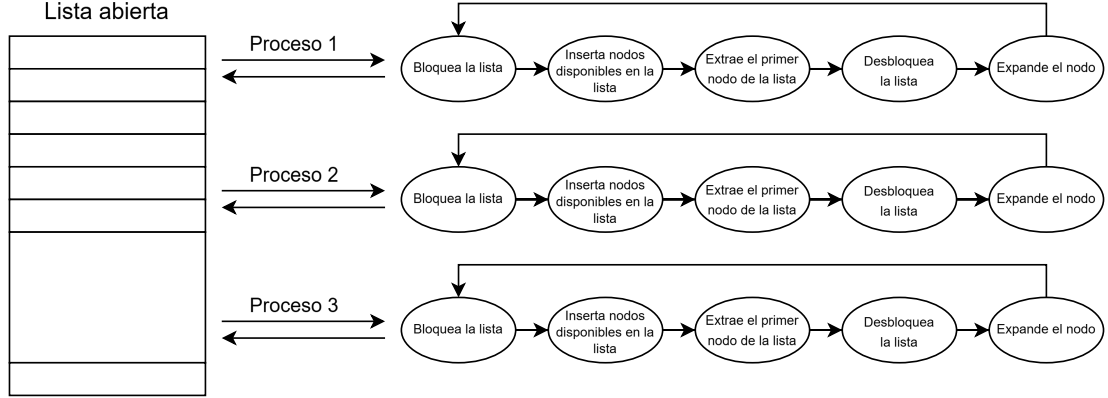 Lista abierta
Proceso 1
Bloquea la lista
Inserta nodos
disponibles en la
lista
Extrae el primer
nodo de la lista
Desbloquea
la lista
Expande el nodo
Proceso 2
Bloquea la lista
Inserta nodos
disponibles en la
lista
Extrae el primer
nodo de la lista
Desbloquea
la lista
Expande el nodo
Proceso 3
Bloquea la lista
Inserta nodos
disponibles en la
lista
Extrae el primer
nodo de la lista
Desbloquea
la lista
Expande el nodo